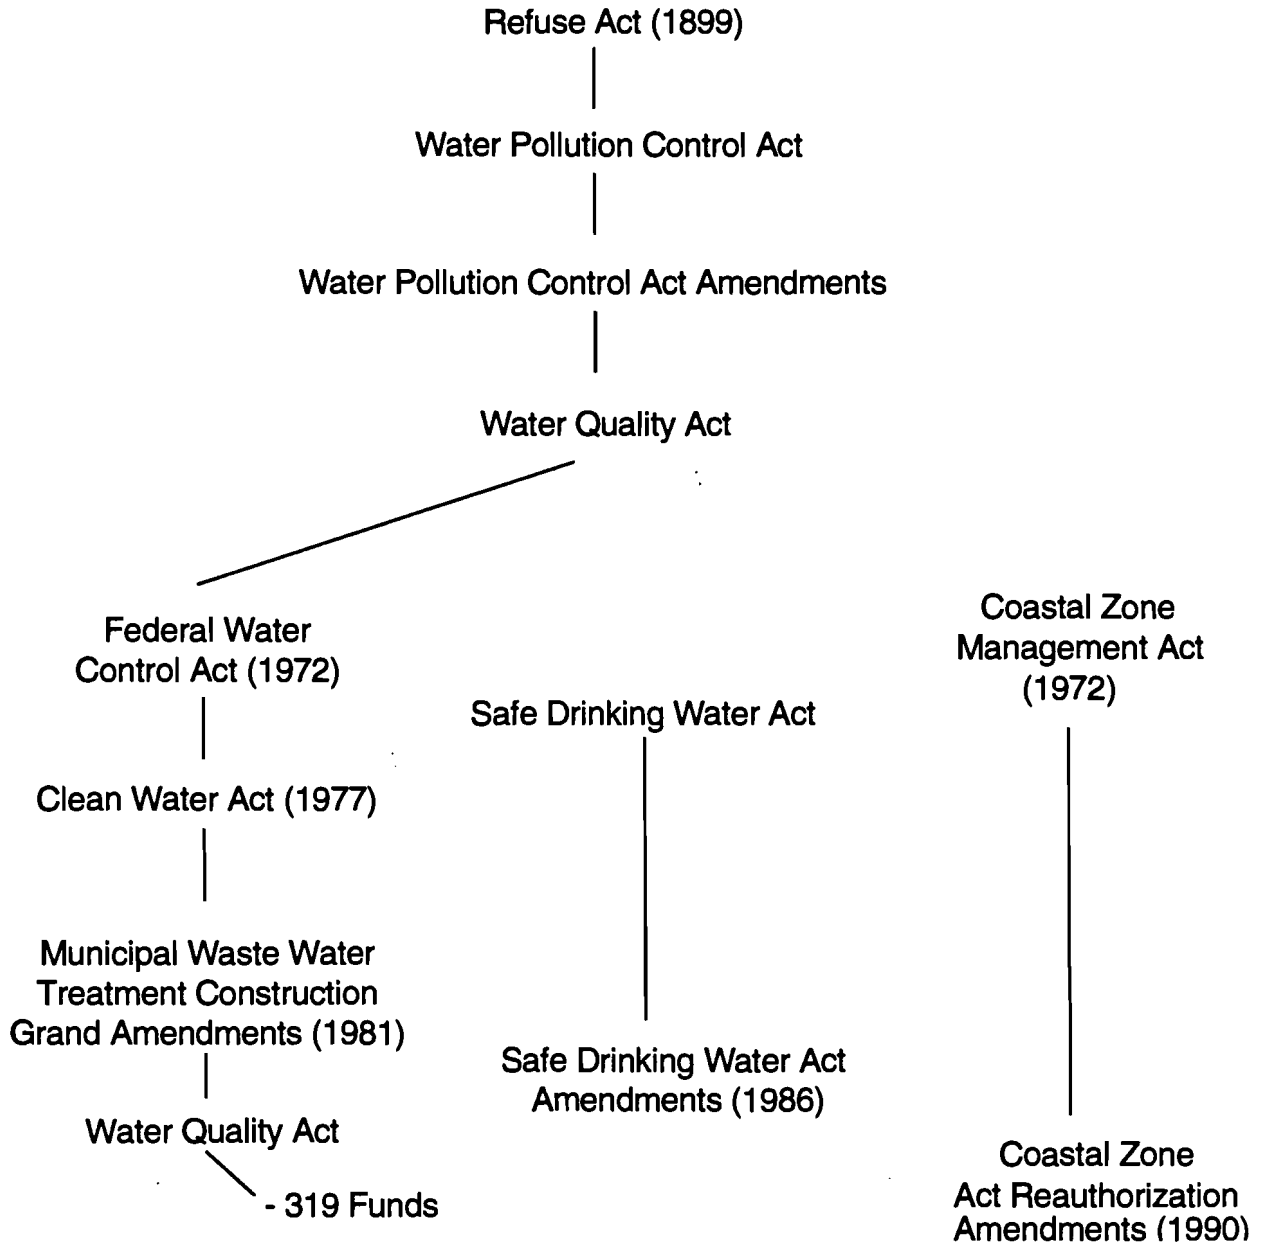 Refuse Act (1899)
Water Pollution Control Act
Water Pollution Control Act Amendments
Water Quality Act
Federal Water
Control Act (1972)
Clean Water Act (1977)
Municipal Waste Water
Treatment Construction
Grand Amendments (1981)
Water Quality Act
- 319 Funds
Safe Drinking Water Act
Safe Drinking Water Act
Amendments (1986)
Coastal Zone
Management Act
(1972)
Coastal Zone
Act Reauthorization
Amendments (1990)